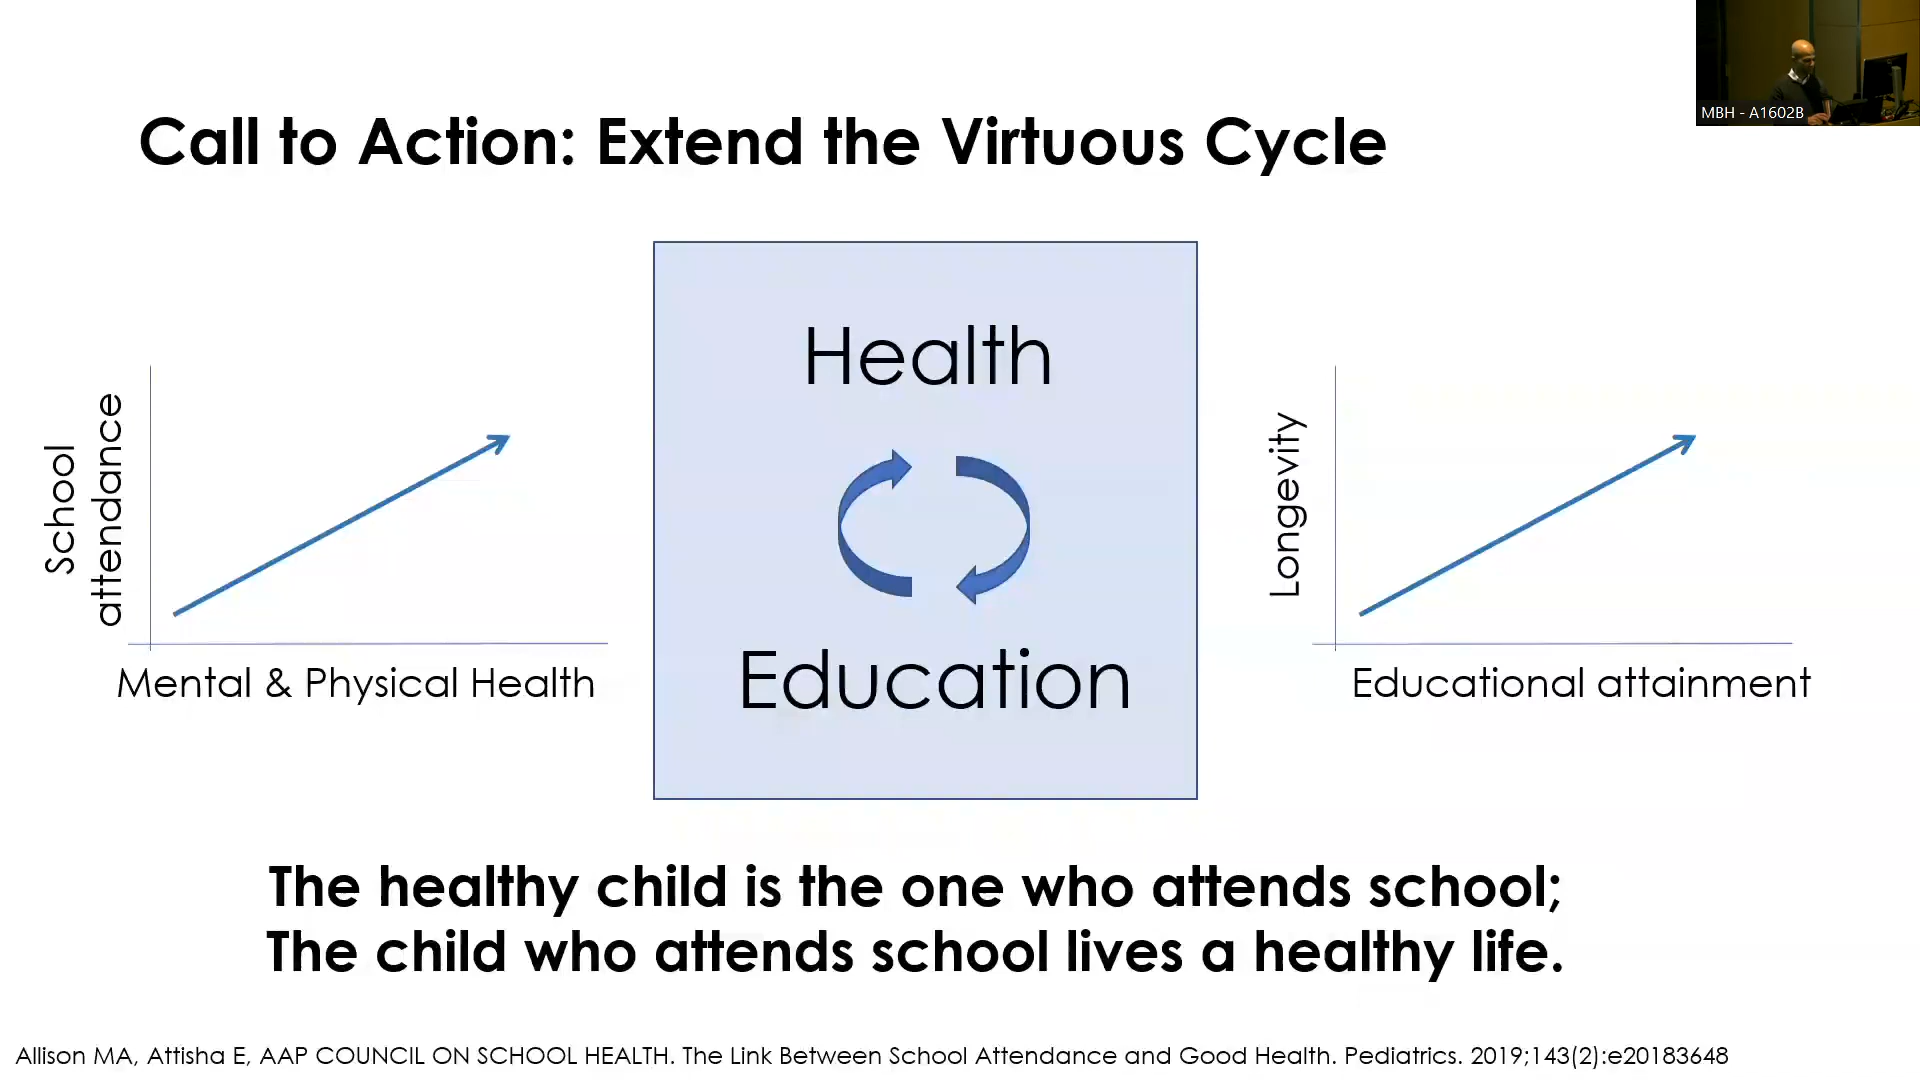 MBH - A1602B
Call to Action: Extend the Virtuous Cycle
School
attendance
Mental & Physical Health
Health
Education
Longevity
Educational attainment
The healthy child is the one who attends school;
The child who attends school lives a healthy life.
Allison MA, Attisha E, AAP COUNCIL ON SCHOOL HEALTH. The Link Between School Attendance and Good Health. Pediatrics. 2019;143(2):e20183648